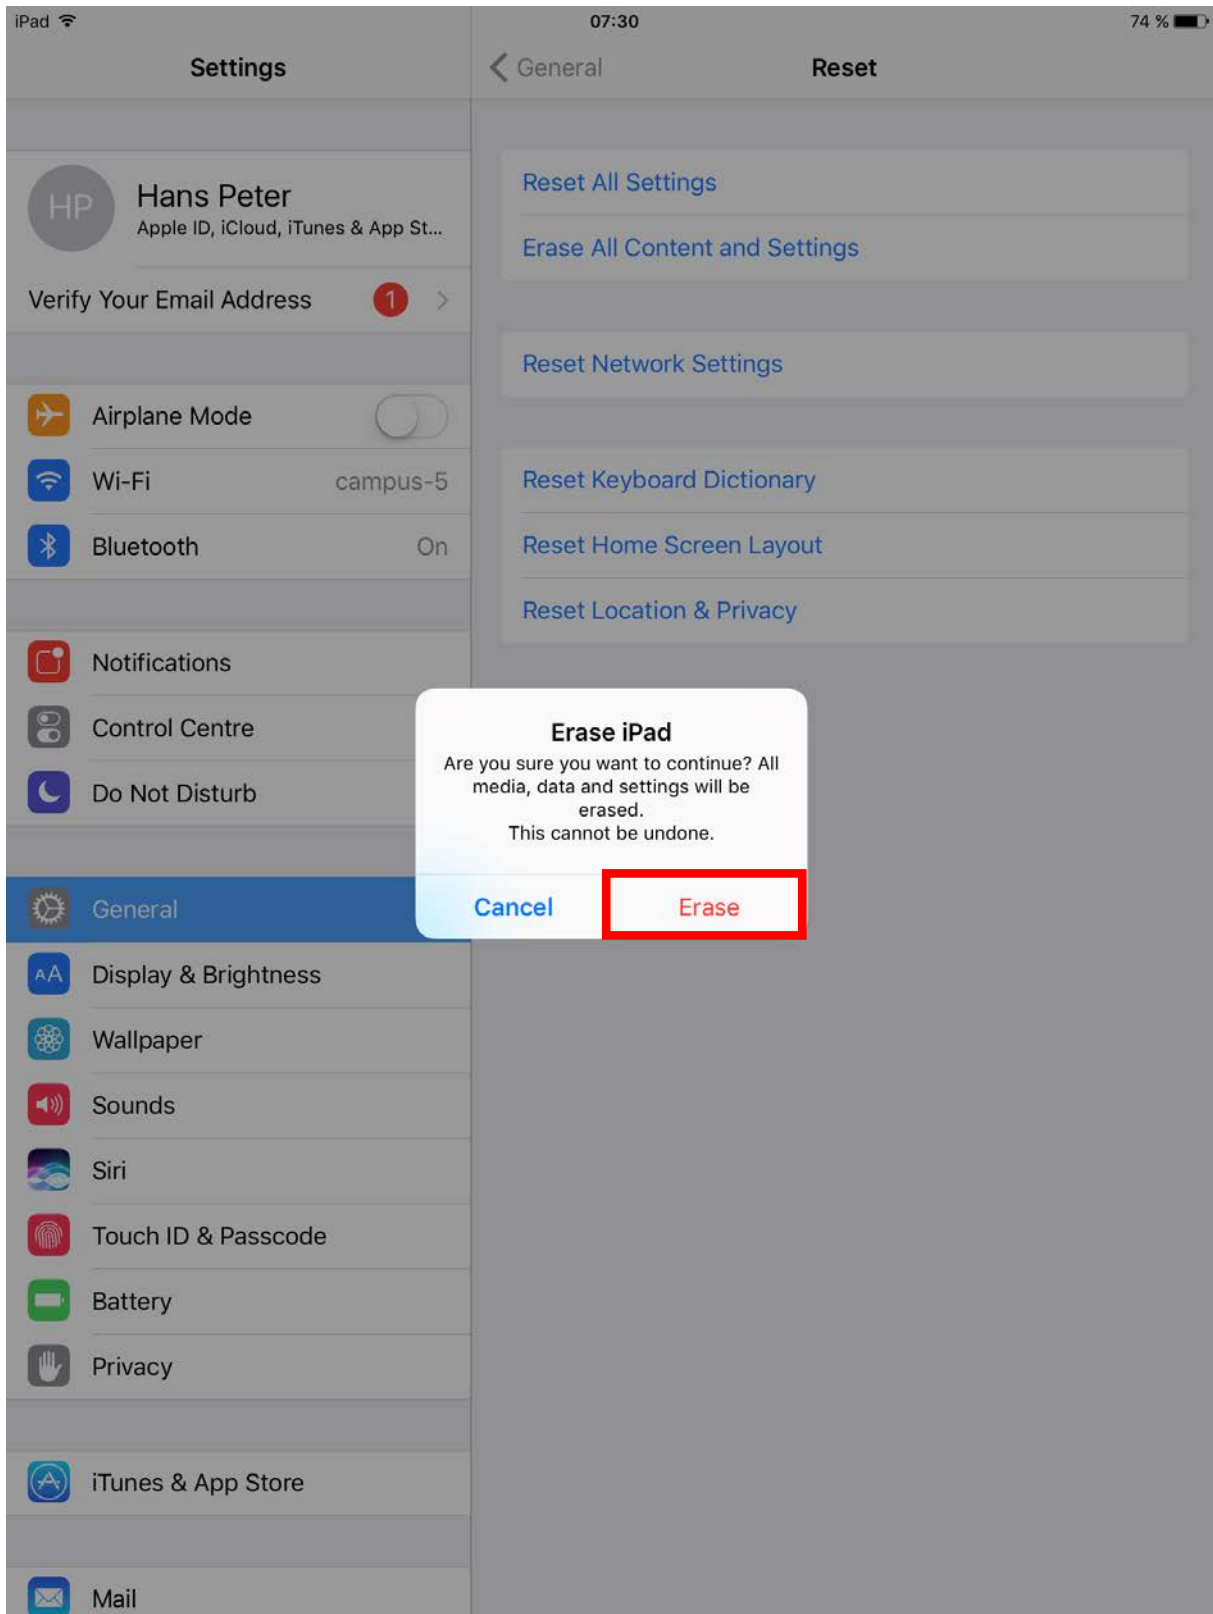 iPad 07:30 74 %
Settings
General Reset
HP
Hans Peter
Apple ID, iCloud, iTunes & App St...
Verify Your Email Address 1
Airplane Mode
Wi-Fi campus-5
Bluetooth On
Notifications
Control Centre
Do Not Disturb
General
AA Display & Brightness
Wallpaper
Sounds
Siri
Touch ID & Passcode
Battery
Privacy
iTunes & App Store
Mail
Reset All Settings
Erase All Content and Settings
Reset Network Settings
Reset Keyboard Dictionary
Reset Home Screen Layout
Reset Location & Privacy
Erase iPad
Are you sure you want to continue? All
media, data and settings will be
erased.
This cannot be undone.
Cancel Erase